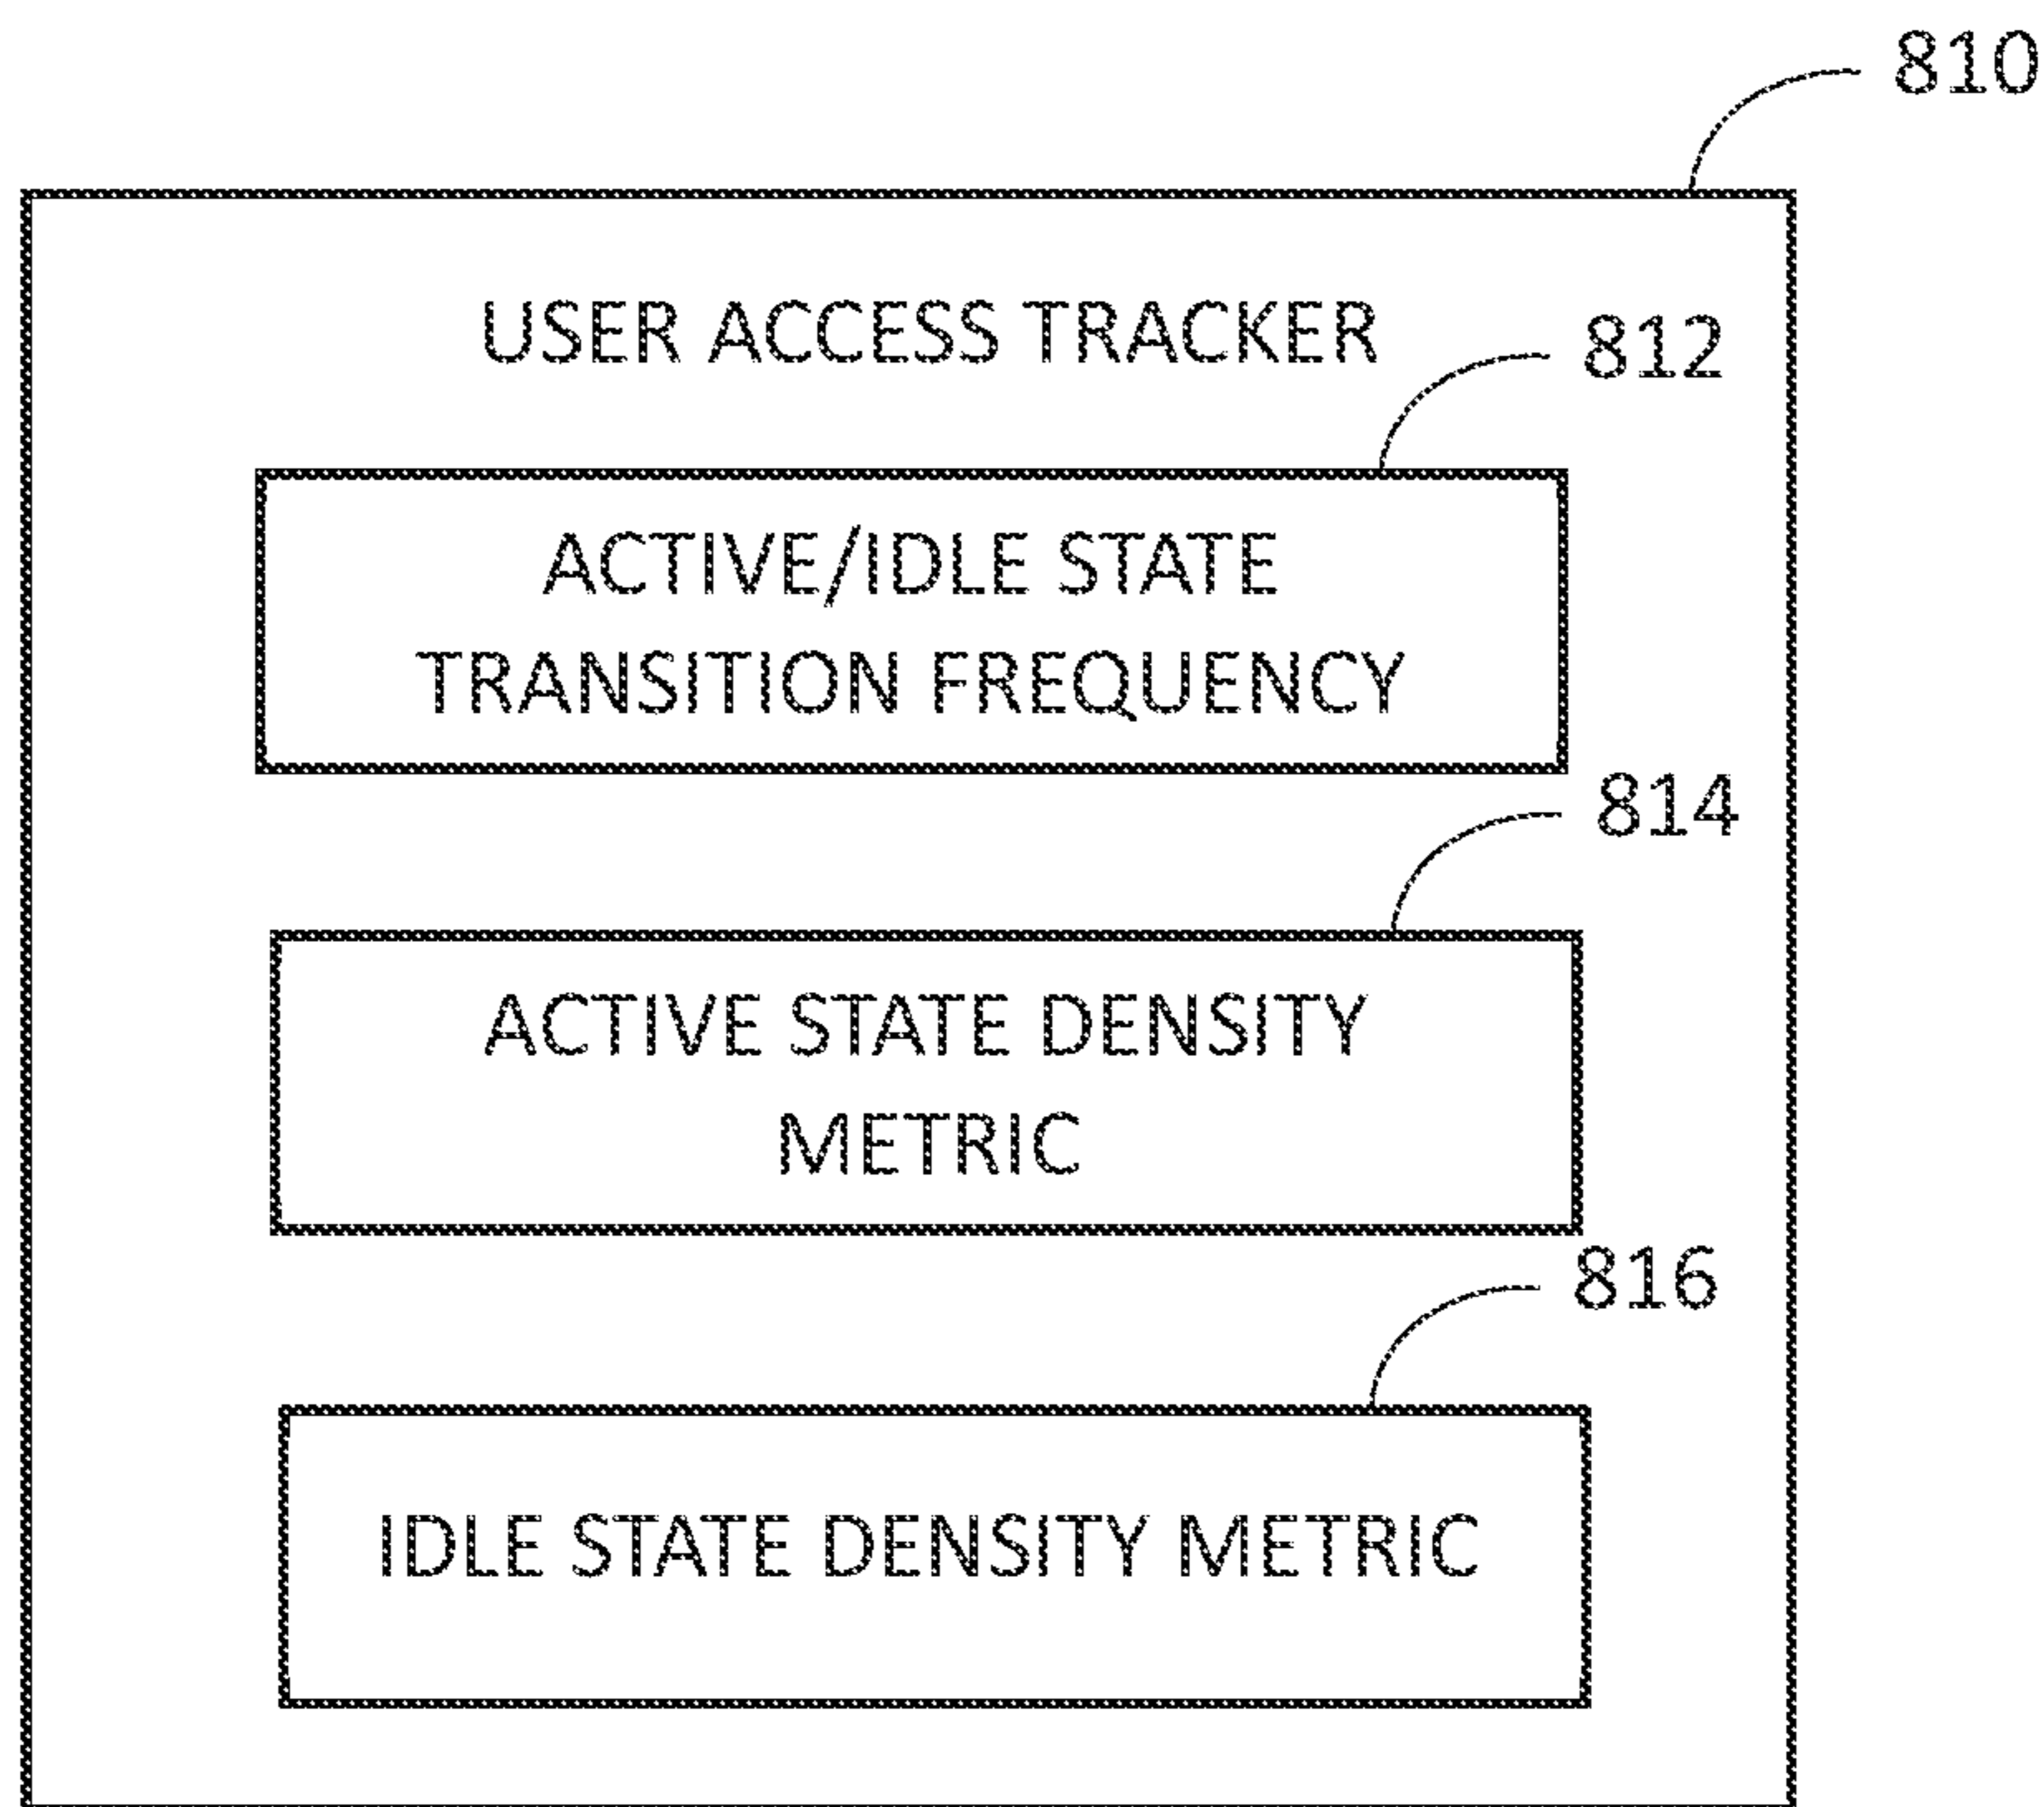 810
USER ACCESS TRACKER
812
ACTIVE/IDLE STATE
TRANSITION FREQUENCY
814
ACTIVE STATE DENSITY
METRIC
816
IDLE STATE DENSITY METRIC